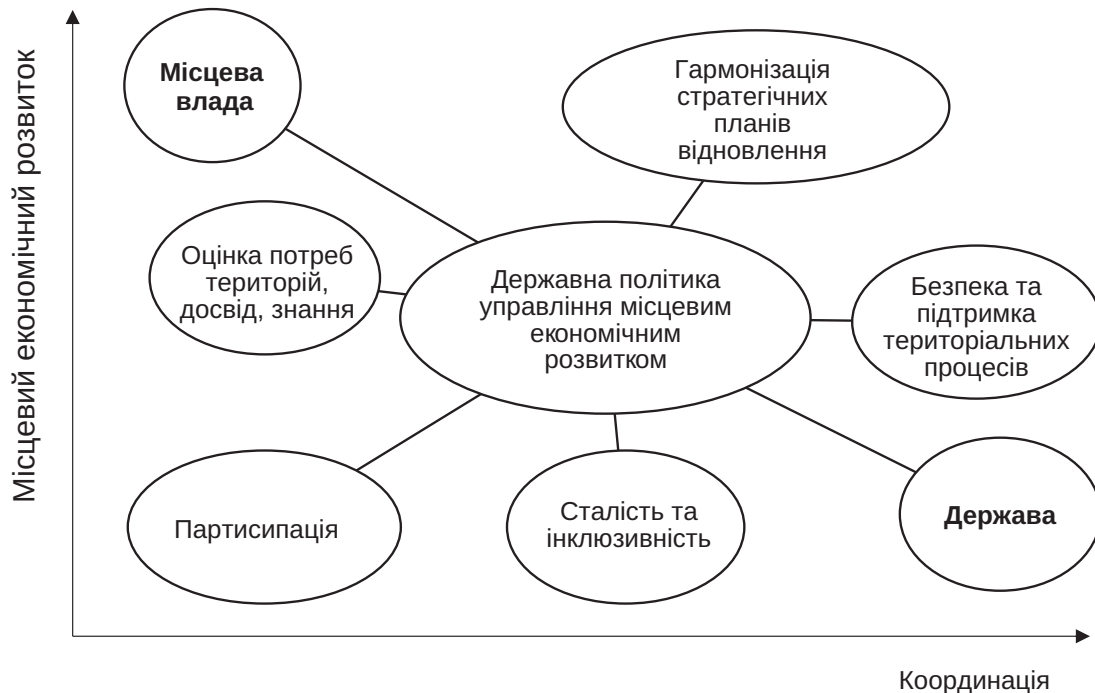 Місцевий економічний розвиток
Місцева
влада
Гармонізація
стратегічних
планів
відновлення
Оцінка потреб
територій,
досвід, знання
Державна політика
управління місцевим
економічним
розвитком
Безпека та
підтримка
територіальних
процесів
Партисипація
Сталість та
інклюзивність
Держава
Координація